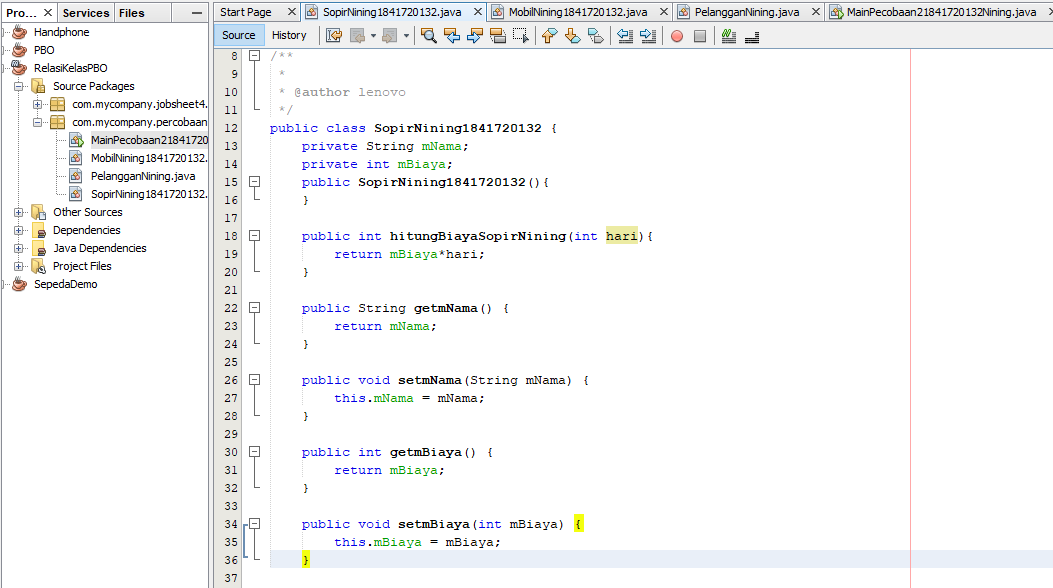 Pro... Services Files
Handphone
PBO
RelasiKelasPBO
Source Packages
com.mycompany.jobsheet4.
com.mycompany.percobaan
MainPecobaan21841720
MobilNining1841720132.
PelangganNining.java
SopirNining1841720132.
Other Sources
Dependencies
Java Dependencies
Project Files
SepedaDemo
Start Page SopirNining1841720132.java MobilNining1841720132.java PelangganNining.java MainPecobaan21841720132Nining.java
Source History
8 /**
9 *
10 * @author lenovo
11 */
12 public class SopirNining1841720132 {
13 private String mNama;
14 private int mBiaya;
15 public SopirNining1841720132(){
16 }
17
18 public int hitungBiayaSopirNining(int hari){
19 return mBiaya*hari;
20 }
21
22 public String getmNama() {
23 return mNama;
24 }
25
26 public void setmNama(String mNama) {
27 this.mNama = mNama;
28 }
29
30 public int getmBiaya() {
31 return mBiaya;
32 }
33
34 public void setmBiaya(int mBiaya) {
35 this.mBiaya = mBiaya;
36 }
37